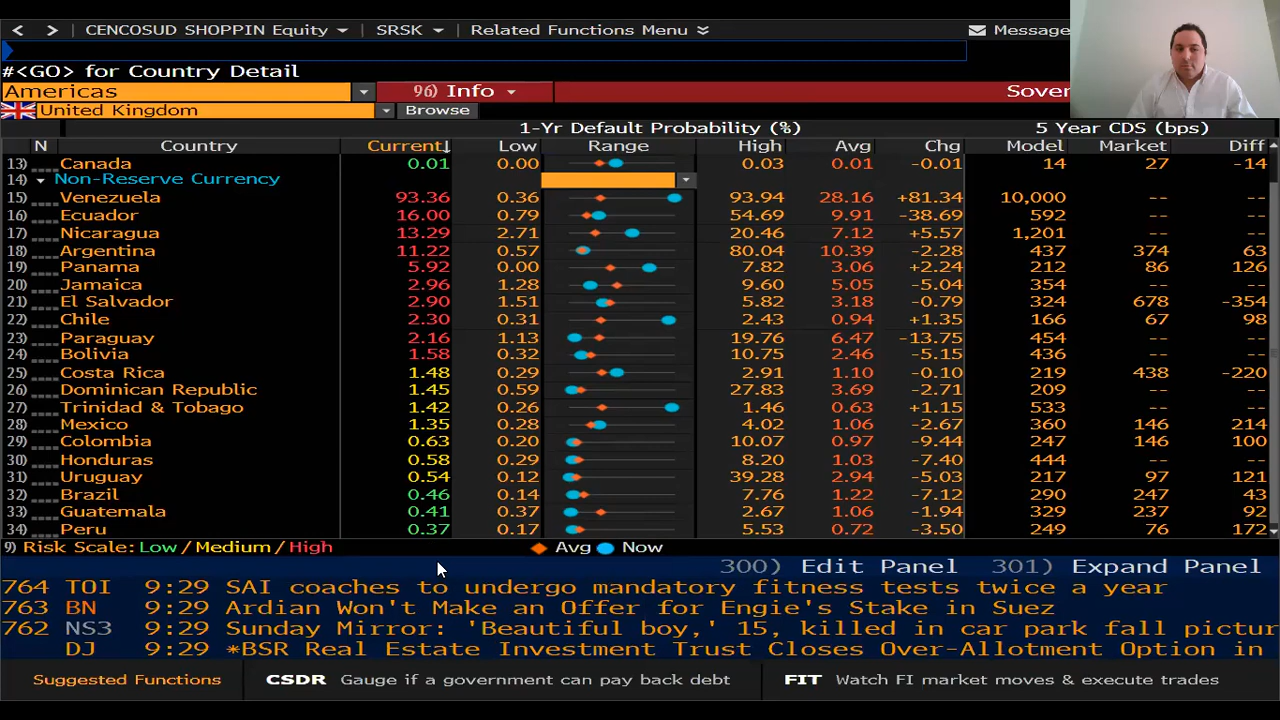 < > CENCOSUD SHOPPIN Equity SRSK Related Functions Menu Message
#<GO> for Country Detail
Americas 96) Info Sover
United Kingdom Browse
1-Yr Default Probability (%) 5 Year CDS (bps)
N Country Current↓ Low Range High Avg Chg Model Market Diff
13) Canada 0.01 0.00 0.03 0.01 -0.01 14 27 -14
14) Non-Reserve Currency
15) Venezuela 93.36 0.36 93.94 28.16 +81.34 10,000 -- --
16) Ecuador 16.00 0.79 54.69 9.91 -38.69 592 -- --
17) Nicaragua 13.29 2.71 20.46 7.12 +5.57 1,201 -- --
18) Argentina 11.22 0.57 80.04 10.39 -2.28 437 374 63
19) Panama 5.92 0.00 7.82 3.06 +2.24 212 86 126
20) Jamaica 2.96 1.28 9.60 5.05 -5.04 354 -- --
21) El Salvador 2.90 1.51 5.82 3.18 -0.79 324 678 -354
22) Chile 2.30 0.31 2.43 0.94 +1.35 166 67 98
23) Paraguay 2.16 1.13 19.76 6.47 -13.75 454 -- --
24) Bolivia 1.58 0.32 10.75 2.46 -5.15 436 -- --
25) Costa Rica 1.48 0.29 2.91 1.10 -0.10 219 438 -220
26) Dominican Republic 1.45 0.59 27.83 3.69 -2.71 209 -- --
27) Trinidad & Tobago 1.42 0.26 1.46 0.63 +1.15 533 -- --
28) Mexico 1.35 0.28 4.02 1.06 -2.67 360 146 214
29) Colombia 0.63 0.20 10.07 0.97 -9.44 247 146 100
30) Honduras 0.58 0.29 8.20 1.03 -7.40 444 -- --
31) Uruguay 0.54 0.12 39.28 2.94 -5.03 217 97 121
32) Brazil 0.46 0.14 7.76 1.22 -7.12 290 247 43
33) Guatemala 0.41 0.37 2.67 1.06 -1.94 329 237 92
34) Peru 0.37 0.17 5.53 0.72 -3.50 249 76 172
9) Risk Scale: Low / Medium / High Avg Now
300) Edit Panel 301) Expand Panel
764 TOI 9:29 SAI coaches to undergo mandatory fitness tests twice a year
763 BN 9:29 Ardian Won't Make an Offer for Engie's Stake in Suez
762 NS3 9:29 Sunday Mirror: 'Beautiful boy,' 15, killed in car park fall pictur
DJ 9:29 *BSR Real Estate Investment Trust Closes Over-Allotment Option in
Suggested Functions CSDR Gauge if a government can pay back debt FIT Watch FI market moves & execute trades